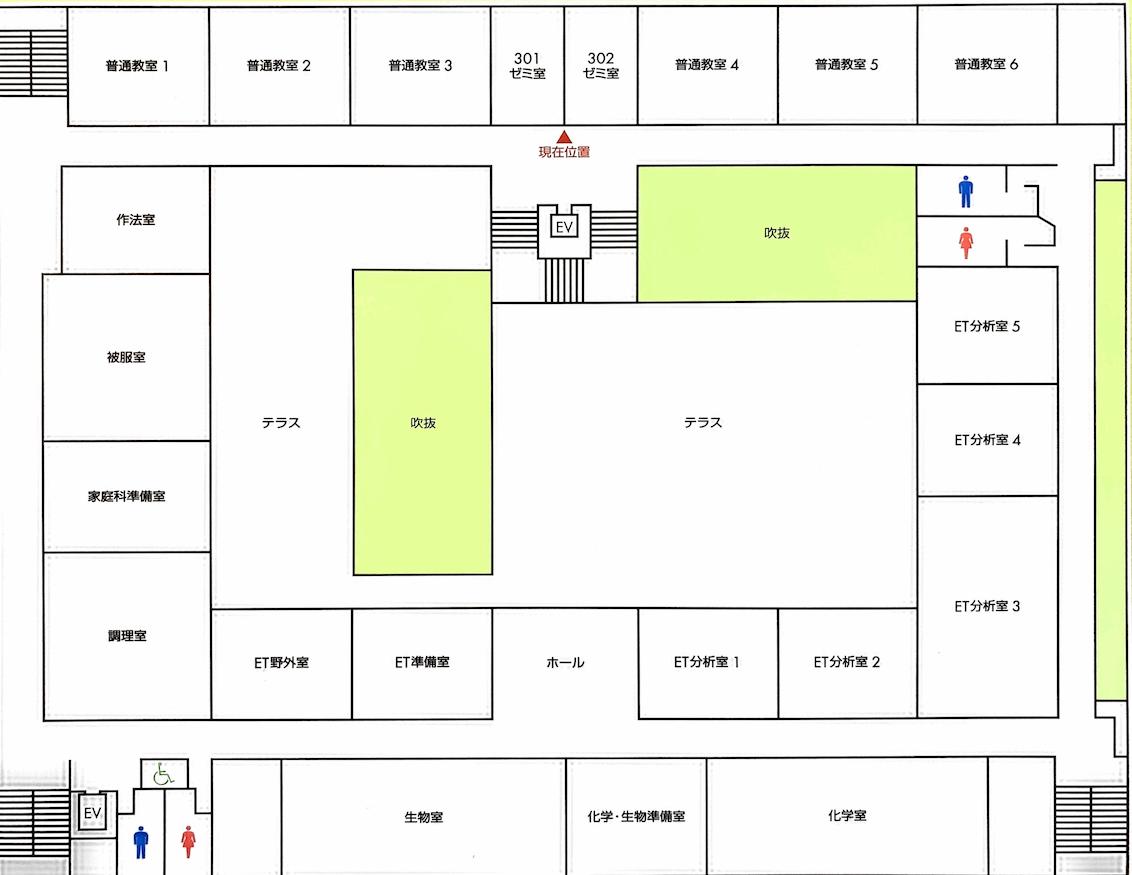 普通教室 1
普通教室 2
普通教室 3
301
ゼミ室
302
ゼミ室
普通教室 4
普通教室 5
普通教室 6
現在位置
作法室
EV
吹抜
被服室
ET分析室 5
テラス
吹抜
テラス
ET分析室 4
家庭科準備室
調理室
ET野外室
ET準備室
ホール
ET分析室 1
ET分析室 2
ET分析室 3
EV
生物室
化学・生物準備室
化学室